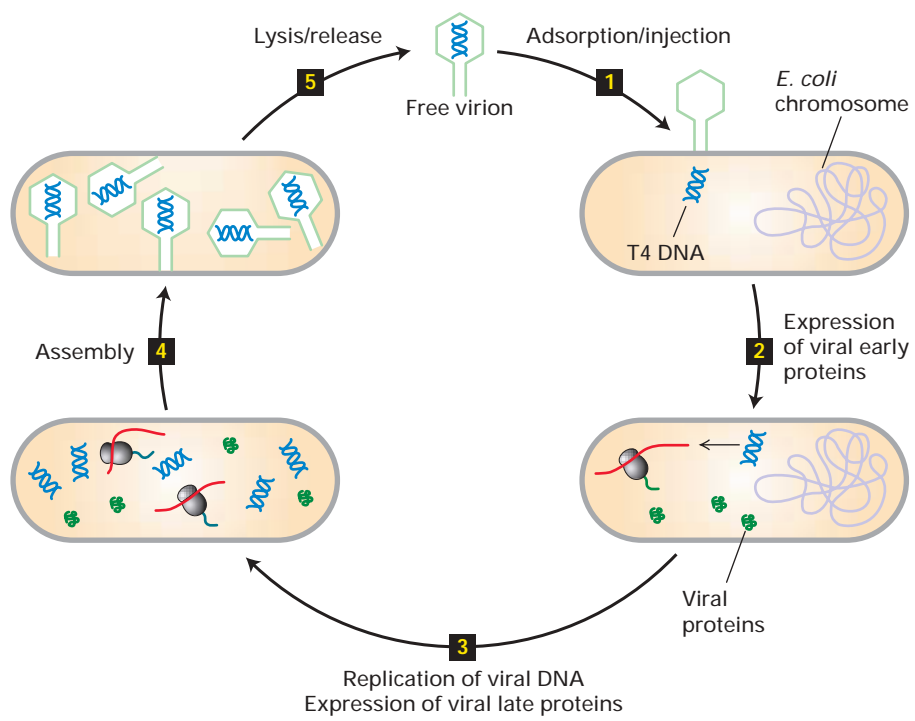 Lysis/release
Adsorption/injection
5
1
Free virion
E. coli
chromosome
T4 DNA
Expression
of viral early
proteins
2
Assembly
4
Viral
proteins
3
Replication of viral DNA
Expression of viral late proteins